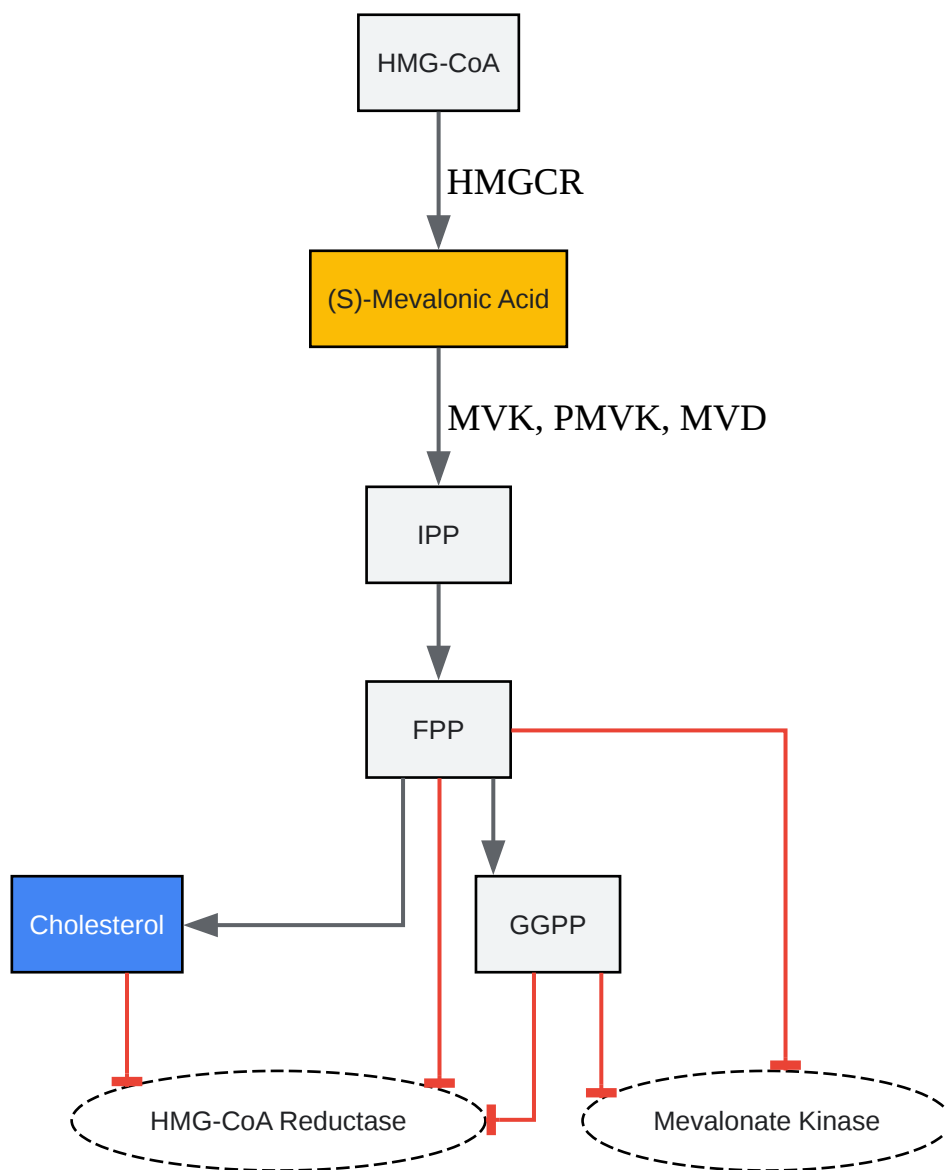 HMG-CoA
HMGCR
(S)-Mevalonic Acid
MVK, PMVK, MVD
IPP
FPP
Cholesterol
GGPP
HMG-CoA Reductase
Mevalonate Kinase